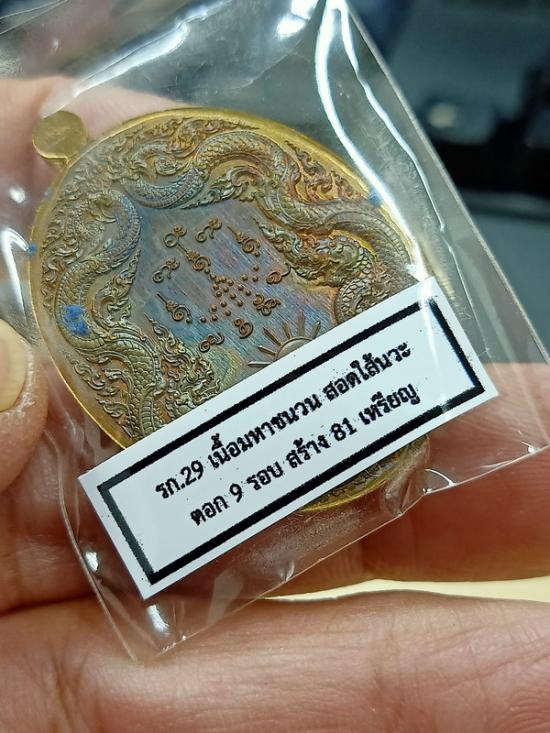 รก.29 เนื้อมหาชนวน สอดไส้นวะ
ตอก 9 รอบ สร้าง 81 เหรียญ